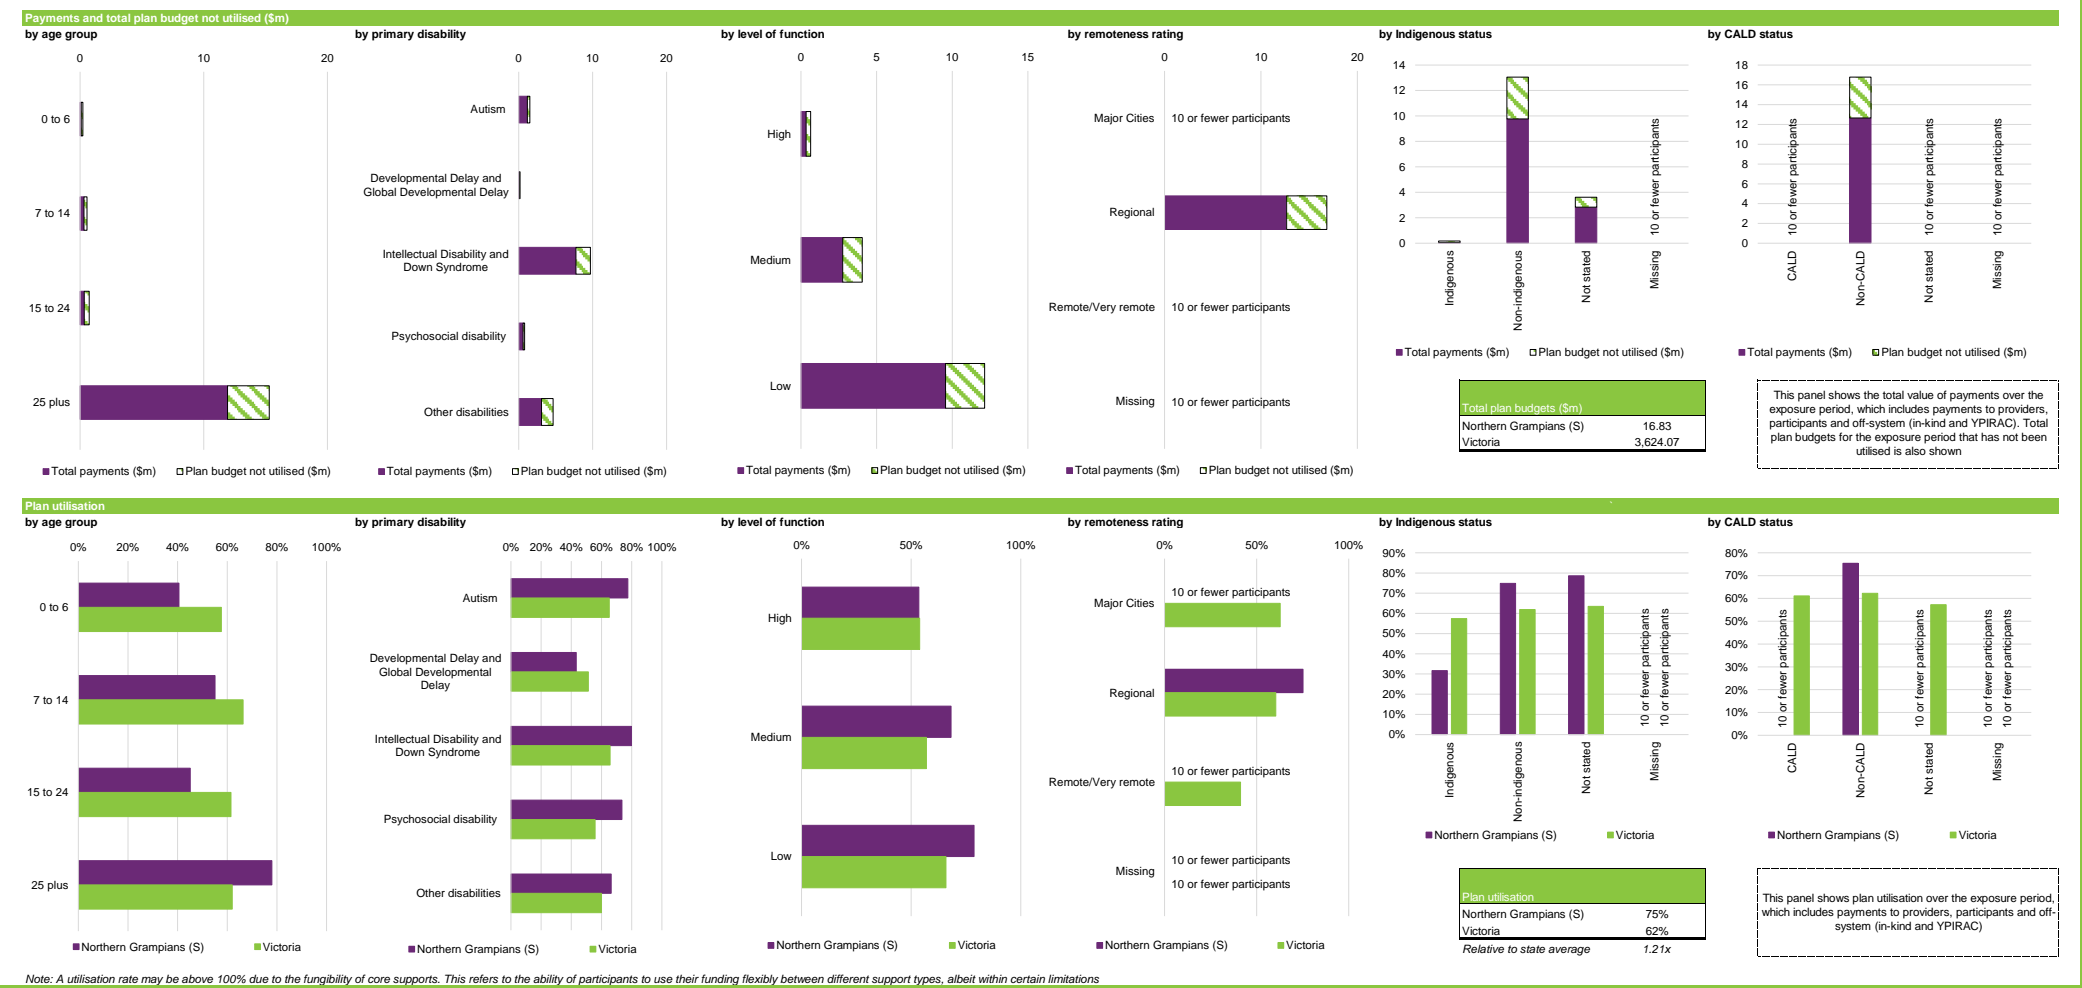 Payments and total plan budget not utilised ($m)
by age group
0 10 20
0 to 6
7 to 14
15 to 24
25 plus
Total payments ($m) Plan budget not utilised ($m)
by primary disability
0 10 20
Autism
Developmental Delay and
Global Developmental Delay
Intellectual Disability and
Down Syndrome
Psychosocial disability
Other disabilities
Total payments ($m) Plan budget not utilised ($m)
by level of function
0 5 10 15
High
Medium
Low
Total payments ($m) Plan budget not utilised ($m)
by remoteness rating
0 10 20
Major Cities 10 or fewer participants
Regional
Remote/Very remote 10 or fewer participants
Missing 10 or fewer participants
Total payments ($m) Plan budget not utilised ($m)
by Indigenous status
14
12
10
8
6
4
2
0
10 or fewer participants
Indigenous
Non-indigenous
Not stated
Missing
Total payments ($m) Plan budget not utilised ($m)
by CALD status
18
16
14
12
10
8
6
4
2
0
10 or fewer participants
10 or fewer participants
10 or fewer participants
CALD
Non-CALD
Not stated
Missing
Total payments ($m) Plan budget not utilised ($m)
Total plan budgets ($m)
Northern Grampians (S) 16.83
Victoria 3,624.07
This panel shows the total value of payments over the
exposure period, which includes payments to providers,
participants and off-system (in-kind and YPIRAC). Total
plan budgets for the exposure period that has not been
utilised is also shown
Plan utilisation
by age group
0% 20% 40% 60% 80% 100%
0 to 6
7 to 14
15 to 24
25 plus
Northern Grampians (S) Victoria
by primary disability
0% 20% 40% 60% 80% 100%
Autism
Developmental Delay and
Global Developmental
Delay
Intellectual Disability and
Down Syndrome
Psychosocial disability
Other disabilities
Northern Grampians (S) Victoria
by level of function
0% 50% 100%
High
Medium
Low
Northern Grampians (S) Victoria
by remoteness rating
0% 50% 100%
10 or fewer participants
Major Cities
Regional
10 or fewer participants
Remote/Very remote
10 or fewer participants
Missing
10 or fewer participants
Northern Grampians (S) Victoria
by Indigenous status
90%
80%
70%
60%
50%
40%
30%
20%
10%
0%
10 or fewer participants
10 or fewer participants
Indigenous
Non-indigenous
Not stated
Missing
Northern Grampians (S) Victoria
by CALD status
80%
70%
60%
50%
40%
30%
20%
10%
0%
10 or fewer participants
10 or fewer participants
10 or fewer participants
10 or fewer participants
CALD
Non-CALD
Not stated
Missing
Northern Grampians (S) Victoria
Plan utilisation
Northern Grampians (S) 75%
Victoria 62%
Relative to state average 1.21x
This panel shows plan utilisation over the exposure period,
which includes payments to providers, participants and off-
system (in-kind and YPIRAC)
Note: A utilisation rate may be above 100% due to the fungibility of core supports. This refers to the ability of participants to use their funding flexibly between different support types, albeit within certain limitations